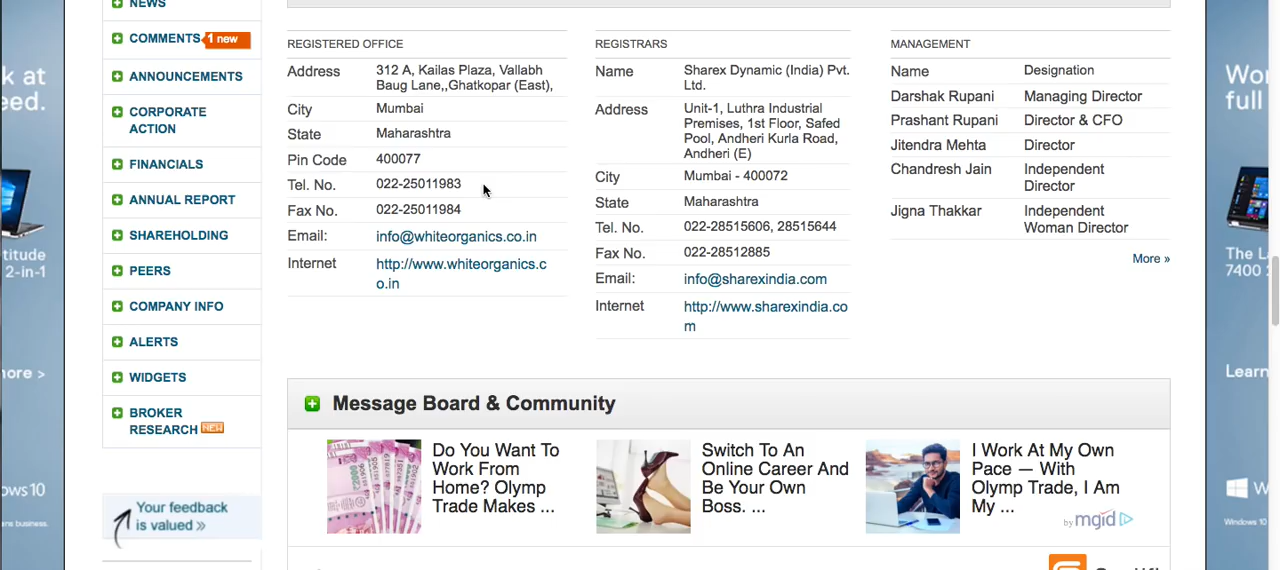 NEWS
COMMENTS 1 new
ANNOUNCEMENTS
CORPORATE
ACTION
FINANCIALS
ANNUAL REPORT
SHAREHOLDING
PEERS
COMPANY INFO
ALERTS
WIDGETS
BROKER
RESEARCH NEW
Your feedback
is valued »
REGISTERED OFFICE
Address 312 A, Kailas Plaza, Vallabh
Baug Lane,,Ghatkopar (East),
City Mumbai
State Maharashtra
Pin Code 400077
Tel. No. 022-25011983
Fax No. 022-25011984
Email: info@whiteorganics.co.in
Internet http://www.whiteorganics.c
o.in
REGISTRARS
Name Sharex Dynamic (India) Pvt.
Ltd.
Address Unit-1, Luthra Industrial
Premises, 1st Floor, Safed
Pool, Andheri Kurla Road,
Andheri (E)
City Mumbai - 400072
State Maharashtra
Tel. No. 022-28515606, 28515644
Fax No. 022-28512885
Email: info@sharexindia.com
Internet http://www.sharexindia.co
m
MANAGEMENT
Name Designation
Darshak Rupani Managing Director
Prashant Rupani Director & CFO
Jitendra Mehta Director
Chandresh Jain Independent
Director
Jigna Thakkar Independent
Woman Director
More »
Message Board & Community
Do You Want To
Work From
Home? Olymp
Trade Makes ...
Switch To An
Online Career And
Be Your Own
Boss. ...
I Work At My Own
Pace — With
Olymp Trade, I Am
My ...
by mgid
k at
eed.
titude
2-in-1
more >
ows10
ans business.
Wor
full
The La
7400 2
Learn
W
Windows 10